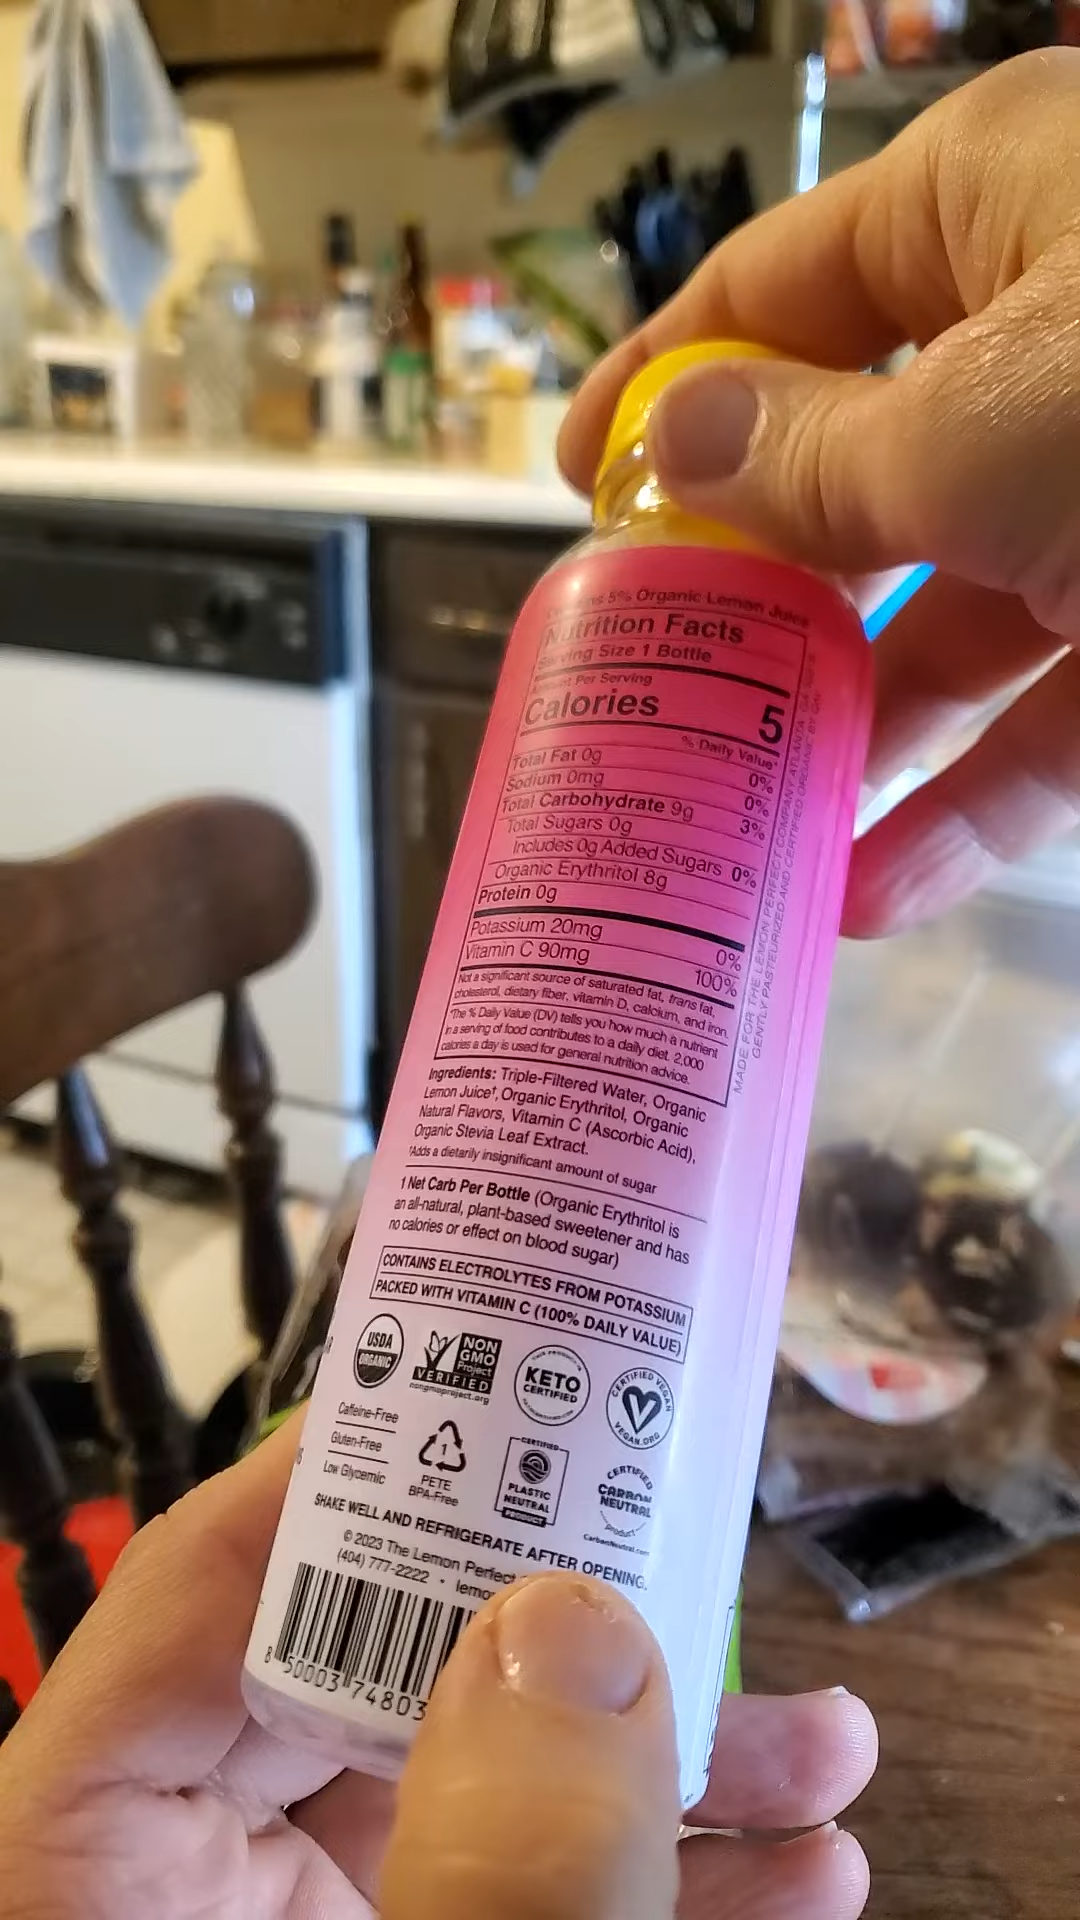 5% Organic Lemon Juice
Nutrition Facts
Serving Size 1 Bottle
Amount Per Serving
Calories 5
% Daily Value*
Total Fat 0g 0%
Sodium 0mg 0%
Total Carbohydrate 9g 3%
Total Sugars 0g
Includes 0g Added Sugars 0%
Organic Erythritol 8g
Protein 0g
Potassium 20mg 0%
Vitamin C 90mg 100%
Not a significant source of saturated fat, trans fat,
cholesterol, dietary fiber, vitamin D, calcium, and iron.
*The % Daily Value (DV) tells you how much a nutrient
in a serving of food contributes to a daily diet. 2,000
calories a day is used for general nutrition advice.
MADE FOR THE LEMON PERFECT COMPANY ATLANTA, GA
GENTLY PASTEURIZED AND CERTIFIED ORGANIC BY
Ingredients: Triple-Filtered Water, Organic
Lemon Juice†, Organic Erythritol, Organic
Natural Flavors, Vitamin C (Ascorbic Acid),
Organic Stevia Leaf Extract.
†Adds a dietarily insignificant amount of sugar
1 Net Carb Per Bottle (Organic Erythritol is
an all-natural, plant-based sweetener and has
no calories or effect on blood sugar)
CONTAINS ELECTROLYTES FROM POTASSIUM
PACKED WITH VITAMIN C (100% DAILY VALUE)
USDA
ORGANIC
NON
GMO
Project
VERIFIED
nongmoproject.org
KETO
CERTIFIED
CERTIFIED VEGAN
VEGAN.ORG
Caffeine-Free
Gluten-Free
Low Glycemic
1
PETE
BPA-Free
CERTIFIED
PLASTIC
NEUTRAL
PRODUCT
CERTIFIED
CARBON
NEUTRAL
Product
CarbonNeutral.com
SHAKE WELL AND REFRIGERATE AFTER OPENING.
© 2023 The Lemon Perfect
(404) 777-2222 • lemo
8 50003 74803